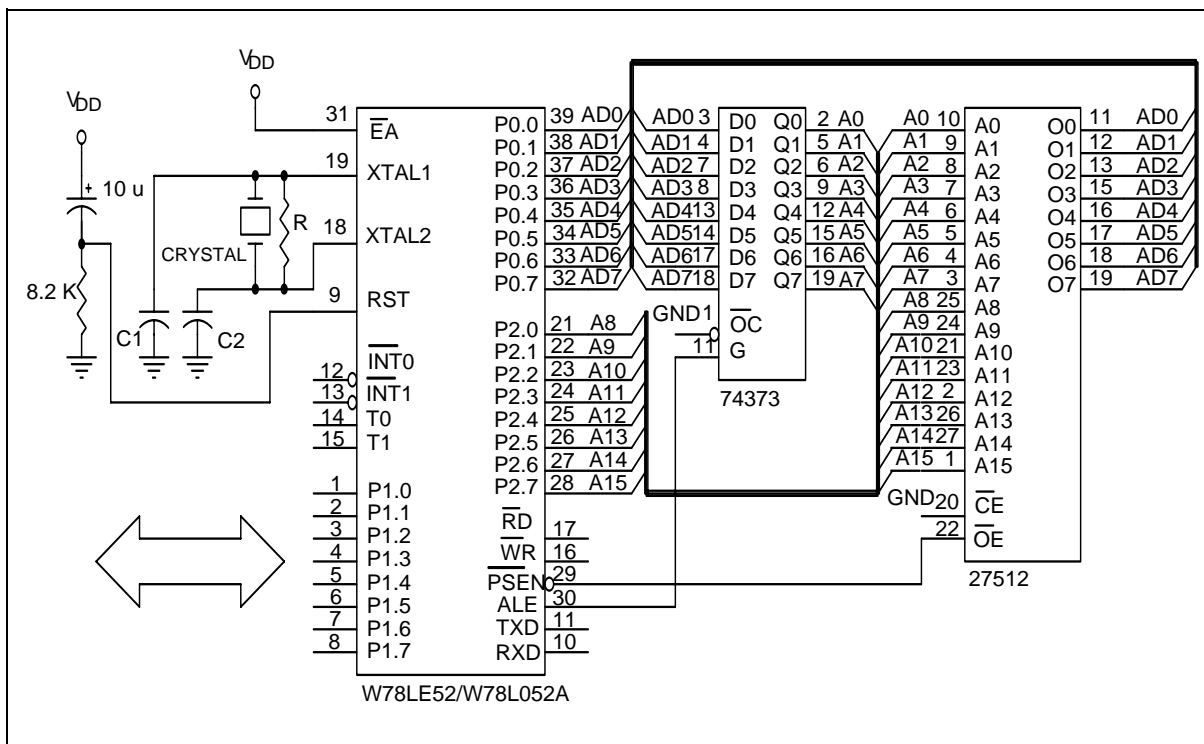 VDD
VDD
10 u
8.2 K
C1
C2
CRYSTAL
R
31 EA
19 XTAL1
18 XTAL2
9 RST
12 INT0
13 INT1
14 T0
15 T1
1 P1.0
2 P1.1
3 P1.2
4 P1.3
5 P1.4
6 P1.5
7 P1.6
8 P1.7
P0.0 39 AD0
P0.1 38 AD1
P0.2 37 AD2
P0.3 36 AD3
P0.4 35 AD4
P0.5 34 AD5
P0.6 33 AD6
P0.7 32 AD7
P2.0 21 A8
P2.1 22 A9
P2.2 23 A10
P2.3 24 A11
P2.4 25 A12
P2.5 26 A13
P2.6 27 A14
P2.7 28 A15
RD 17
WR 16
PSEN 29
ALE 30
TXD 11
RXD 10
W78LE52/W78L052A
AD0 3 D0 Q0 2 A0
AD1 4 D1 Q1 5 A1
AD2 7 D2 Q2 6 A2
AD3 8 D3 Q3 9 A3
AD4 13 D4 Q4 12 A4
AD5 14 D5 Q5 15 A5
AD6 17 D6 Q6 16 A6
AD7 18 D7 Q7 19 A7
GND 1 OC
11 G
74373
A0 10 A0 O0 11 AD0
A1 9 A1 O1 12 AD1
A2 8 A2 O2 13 AD2
A3 7 A3 O3 15 AD3
A4 6 A4 O4 16 AD4
A5 5 A5 O5 17 AD5
A6 4 A6 O6 18 AD6
A7 3 A7 O7 19 AD7
A8 25 A8
A9 24 A9
A10 21 A10
A11 23 A11
A12 2 A12
A13 26 A13
A14 27 A14
A15 1 A15
GND 20 CE
22 OE
27512